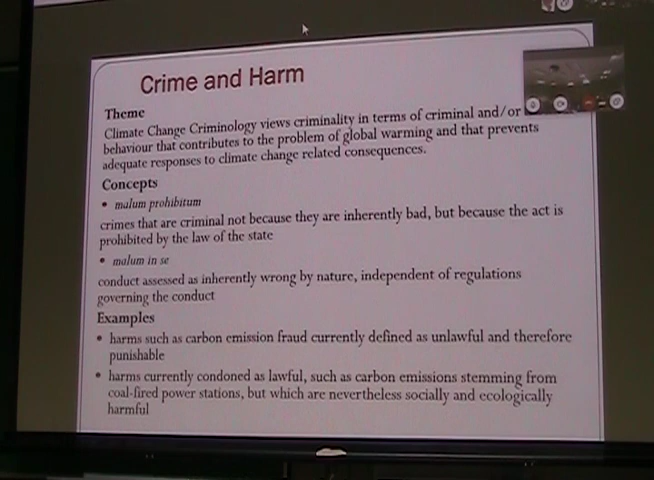 Crime and Harm
Theme
Climate Change Criminology views criminality in terms of criminal and/or
behaviour that contributes to the problem of global warming and that prevents
adequate responses to climate change related consequences.
Concepts
• malum prohibitum
crimes that are criminal not because they are inherently bad, but because the act is
prohibited by the law of the state
• malum in se
conduct assessed as inherently wrong by nature, independent of regulations
governing the conduct
Examples
• harms such as carbon emission fraud currently defined as unlawful and therefore
punishable
• harms currently condoned as lawful, such as carbon emissions stemming from
coal-fired power stations, but which are nevertheless socially and ecologically
harmful